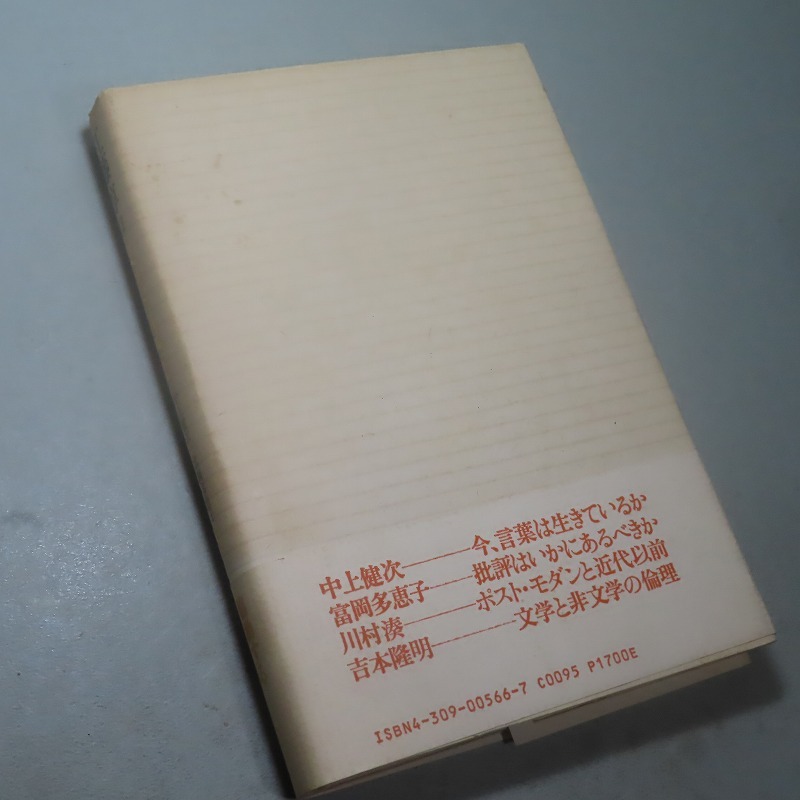 中上健次―――今、言葉は生きているか
富岡多恵子――批評はいかにあるべきか
川村湊――――ポスト・モダンと近代以前
吉本隆明――――文学と非文学の倫理
ISBN4-309-00566-7 C0095 P1700E